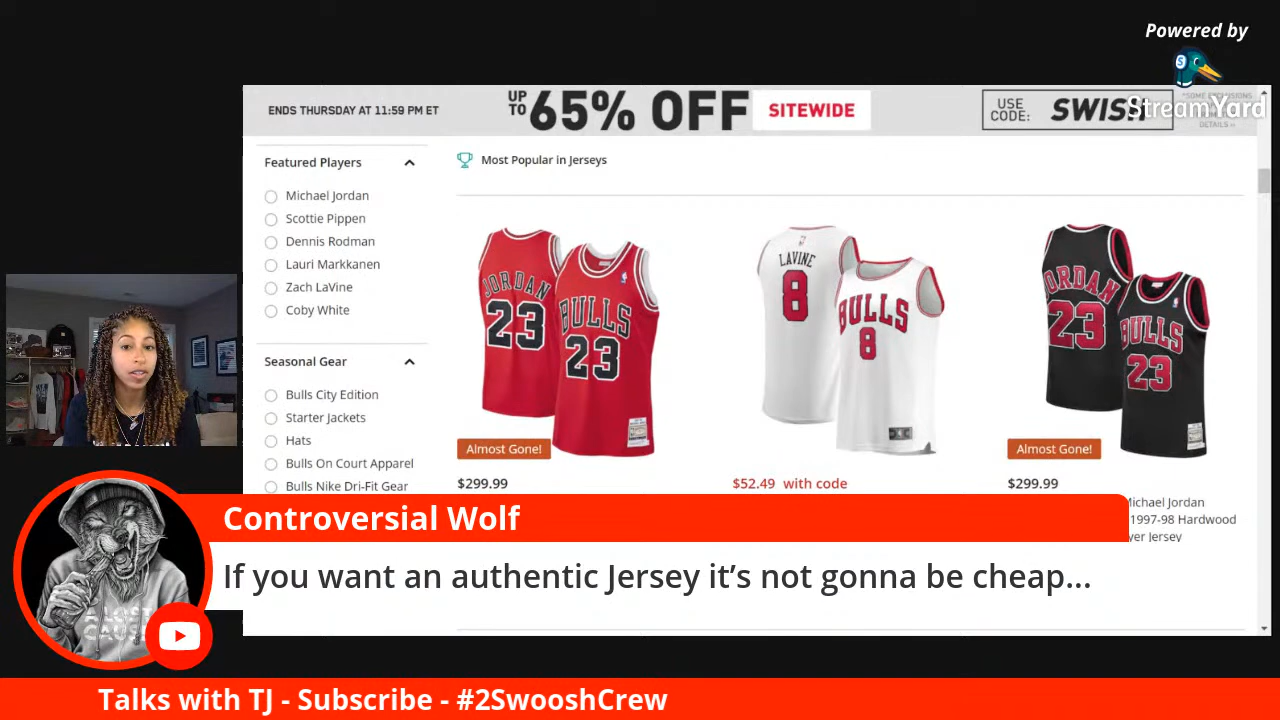 Powered by
StreamYard
ENDS THURSDAY AT 11:59 PM ET
UP TO 65% OFF SITEWIDE
USE CODE: SWISH
DETAILS
Featured Players
Michael Jordan
Scottie Pippen
Dennis Rodman
Lauri Markkanen
Zach LaVine
Coby White
Seasonal Gear
Bulls City Edition
Starter Jackets
Hats
Bulls On Court Apparel
Bulls Nike Dri-Fit Gear
Most Popular in Jerseys
JORDAN
23
BULLS
23
Almost Gone!
$299.99
LAVINE
8
BULLS
8
$52.49 with code
JORDAN
23
BULLS
23
Almost Gone!
$299.99
Michael Jordan
1997-98 Hardwood
yer Jersey
Controversial Wolf
If you want an authentic Jersey it’s not gonna be cheap...
A LOST
CAUSE
Talks with TJ - Subscribe - #2SwooshCrew